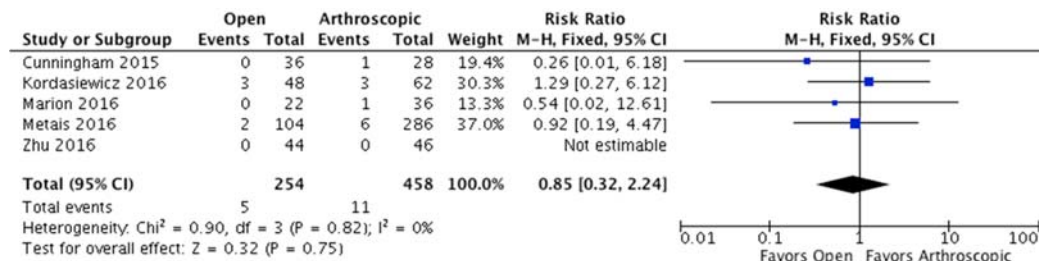 Open Arthroscopic Risk Ratio Risk Ratio
Study or Subgroup Events Total Events Total Weight M-H, Fixed, 95% CI M-H, Fixed, 95% CI
Cunningham 2015 0 36 1 28 19.4% 0.26 [0.01, 6.18]
Kordasiewicz 2016 3 48 3 62 30.3% 1.29 [0.27, 6.12]
Marion 2016 0 22 1 36 13.3% 0.54 [0.02, 12.61]
Metais 2016 2 104 6 286 37.0% 0.92 [0.19, 4.47]
Zhu 2016 0 44 0 46 Not estimable
Total (95% CI) 254 458 100.0% 0.85 [0.32, 2.24]
Total events 5 11
Heterogeneity: Chi² = 0.90, df = 3 (P = 0.82); I² = 0%
Test for overall effect: Z = 0.32 (P = 0.75)
0.01 0.1 1 10 100
Favors Open Favors Arthroscopic